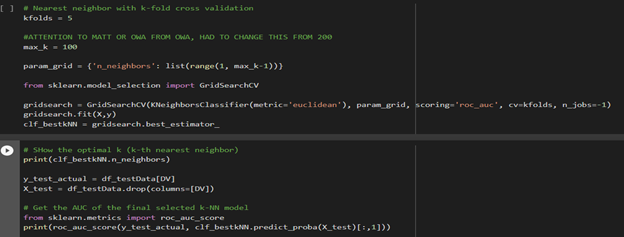 [ ] # Nearest neighbor with k-fold cross validation
kfolds = 5
#ATTENTION TO MATT OR OWA FROM OWA, HAD TO CHANGE THIS FROM 200
max_k = 100
param_grid = {'n_neighbors': list(range(1, max_k-1))}
from sklearn.model_selection import GridSearchCV
gridsearch = GridSearchCV(KNeighborsClassifier(metric='euclidean'), param_grid, scoring='roc_auc', cv=kfolds, n_jobs=-1)
gridsearch.fit(X,y)
clf_bestkNN = gridsearch.best_estimator_
# SHow the optimal k (k-th nearest neighbor)
print(clf_bestkNN.n_neighbors)
y_test_actual = df_testData[DV]
X_test = df_testData.drop(columns=[DV])
# Get the AUC of the final selected k-NN model
from sklearn.metrics import roc_auc_score
print(roc_auc_score(y_test_actual, clf_bestkNN.predict_proba(X_test)[:,1]))